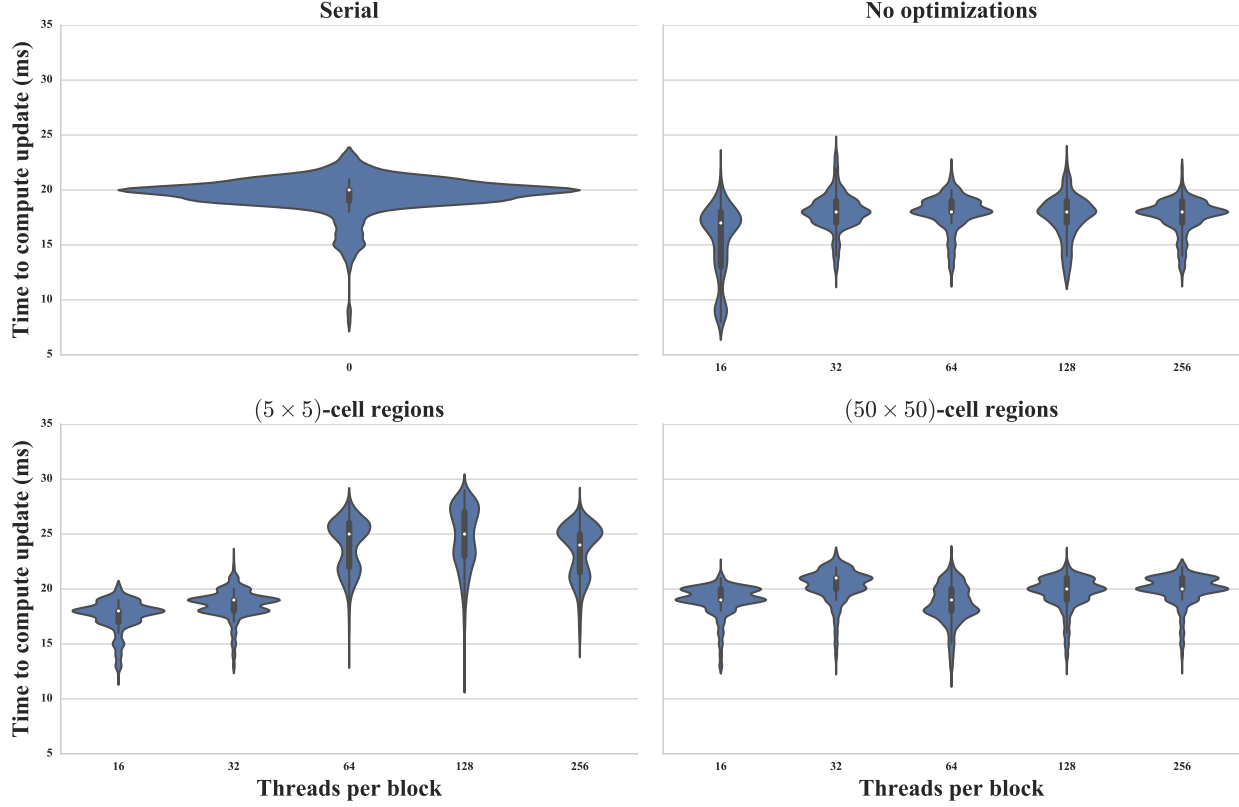 Serial
No optimizations
Time to compute update (ms)
35
30
25
20
15
10
5
0
16 32 64 128 256
(5 × 5)-cell regions
(50 × 50)-cell regions
Time to compute update (ms)
35
30
25
20
15
10
5
16 32 64 128 256
16 32 64 128 256
Threads per block
Threads per block